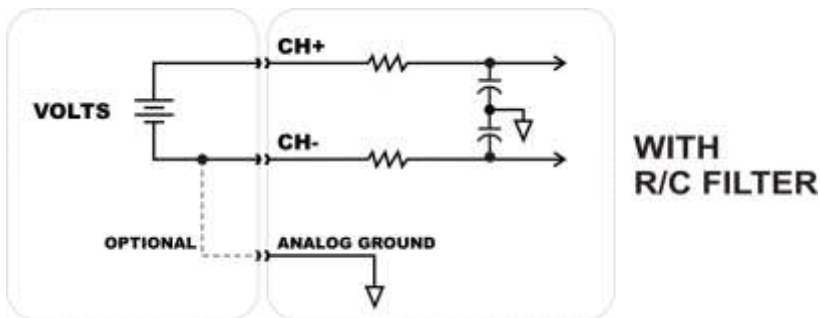 CH+
VOLTS
CH-
WITH
R/C FILTER
OPTIONAL
ANALOG GROUND